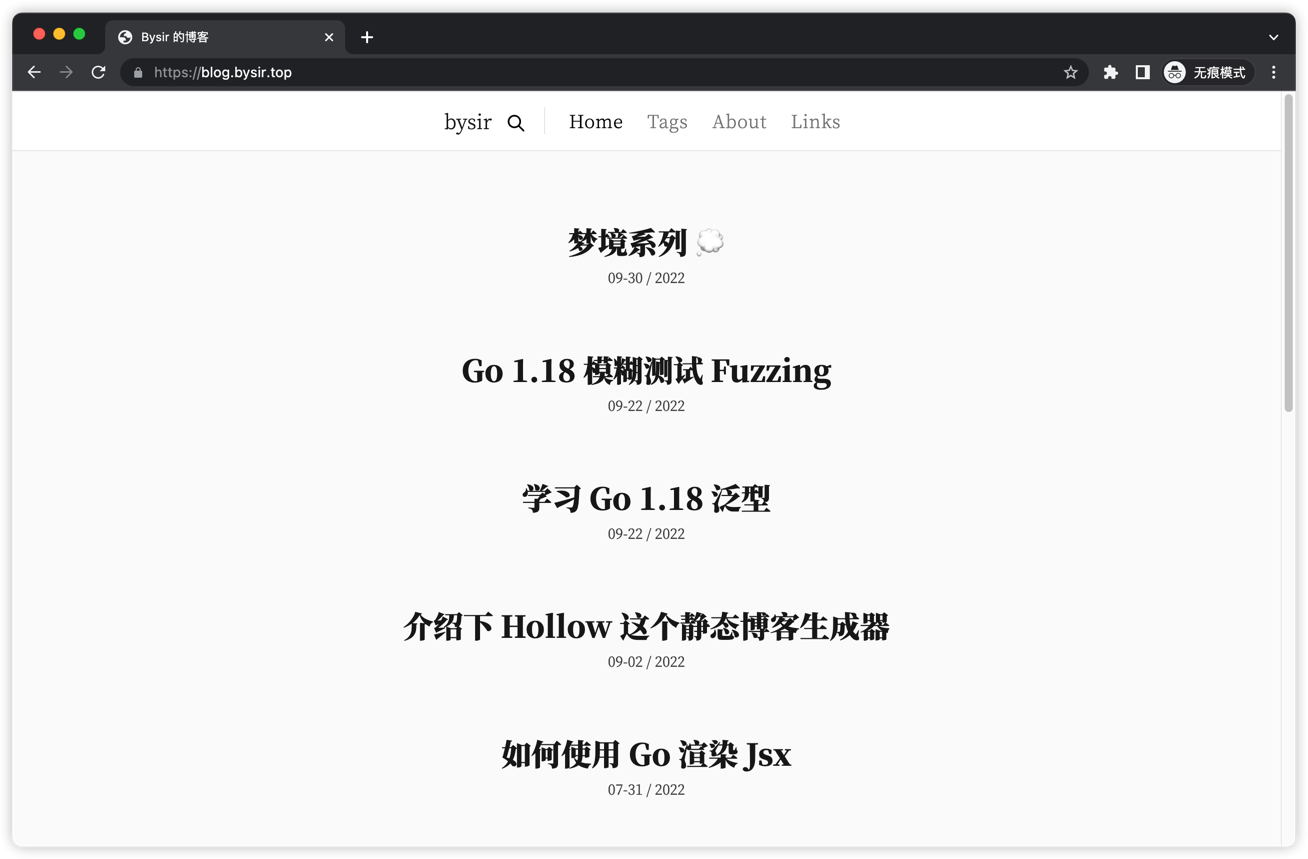 Bysir 的博客
https://blog.bysir.top
无痕模式
bysir Home Tags About Links
梦境系列 💭
09-30 / 2022
Go 1.18 模糊测试 Fuzzing
09-22 / 2022
学习 Go 1.18 泛型
09-22 / 2022
介绍下 Hollow 这个静态博客生成器
09-02 / 2022
如何使用 Go 渲染 Jsx
07-31 / 2022